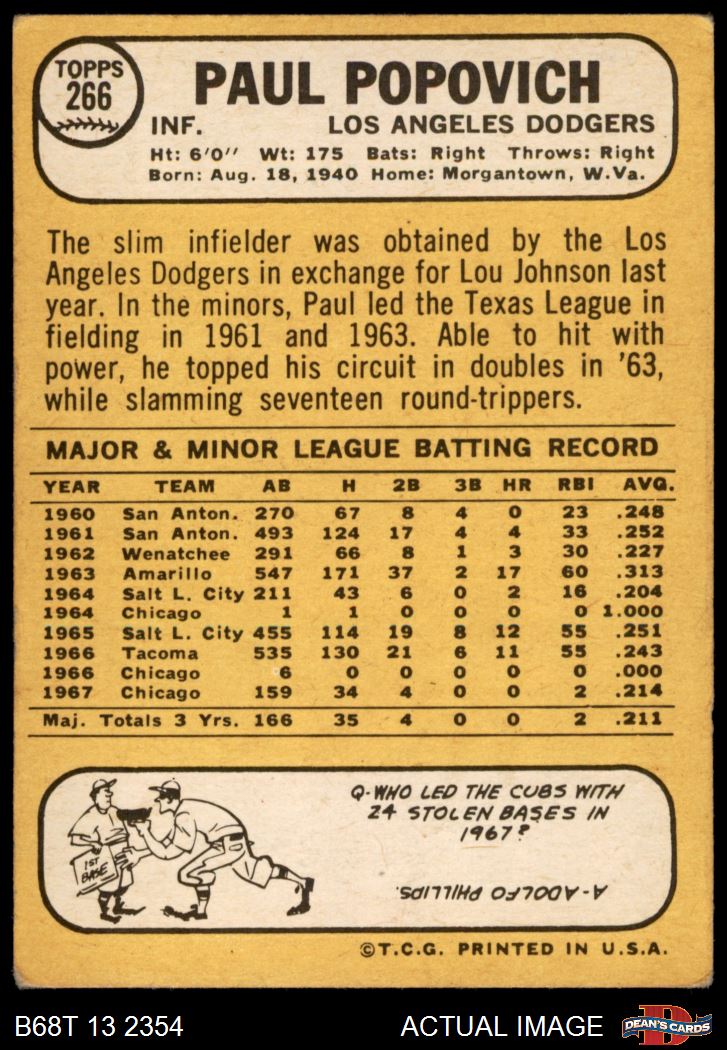 TOPPS
266
PAUL POPOVICH
INF. LOS ANGELES DODGERS
Ht: 6'0'' Wt: 175 Bats: Right Throws: Right
Born: Aug. 18, 1940 Home: Morgantown, W.Va.
The slim infielder was obtained by the Los
Angeles Dodgers in exchange for Lou Johnson last
year. In the minors, Paul led the Texas League in
fielding in 1961 and 1963. Able to hit with
power, he topped his circuit in doubles in '63,
while slamming seventeen round-trippers.
MAJOR & MINOR LEAGUE BATTING RECORD
YEAR TEAM AB H 2B 3B HR RBI AVG.
1960 San Anton. 270 67 8 4 0 23 .248
1961 San Anton. 493 124 17 4 4 33 .252
1962 Wenatchee 291 66 8 1 3 30 .227
1963 Amarillo 547 171 37 2 17 60 .313
1964 Salt L. City 211 43 6 0 2 16 .204
1964 Chicago 1 1 0 0 0 0 1.000
1965 Salt L. City 455 114 19 8 12 55 .251
1966 Tacoma 535 130 21 6 11 55 .243
1966 Chicago 6 0 0 0 0 0 .000
1967 Chicago 159 34 4 0 0 2 .214
Maj. Totals 3 Yrs. 166 35 4 0 0 2 .211
1ST
BASE
Q-WHO LED THE CUBS WITH
24 STOLEN BASES IN
1967?
A-ADOLFO PHILLIPS.
©T.C.G. PRINTED IN U.S.A.
B68T 13 2354 ACTUAL IMAGE
D
DEAN'S CARDS